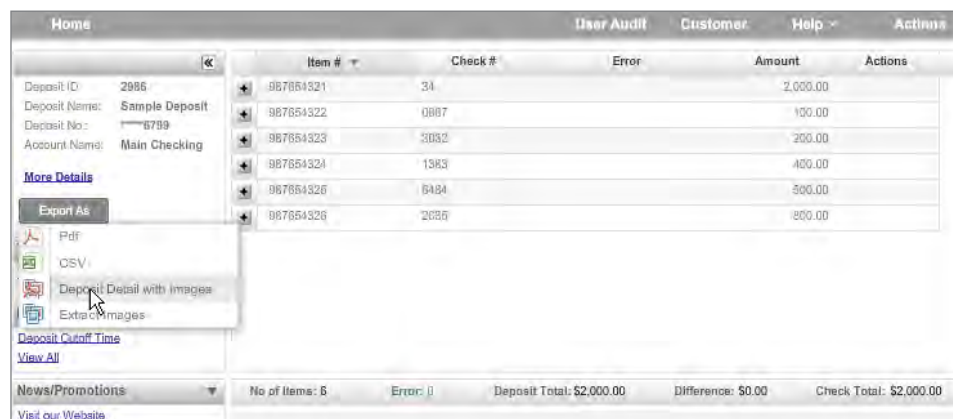 Home User Audit Customer Help Actions
Item # Check # Error Amount Actions
Deposit ID: 2986
Deposit Name: Sample Deposit
Deposit No.: *****6799
Account Name: Main Checking
More Details
Export As
Pdf
CSV
Deposit Detail with Images
Extract Images
Deposit Cutoff Time
View All
987654321 34 2,000.00
987654322 0887 100.00
987654323 3032 200.00
987654324 1383 400.00
987654325 6484 500.00
987654326 800.00
News/Promotions
Visit our Website
No of Items: 6 Error: 0 Deposit Total: $2,000.00 Difference: $0.00 Check Total: $2,000.00